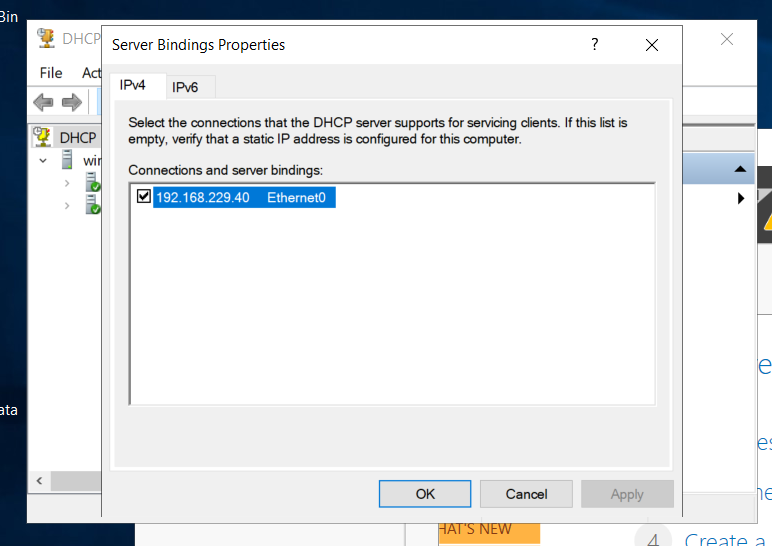 Bin
DHCP
Server Bindings Properties
?
File
Act
IPv4
IPv6
Select the connections that the DHCP server supports for servicing clients. If this list is
empty, verify that a static IP address is configured for this computer.
DHCP
Connections and server bindings:
win
192.168.229.40 Ethernet0
ata
OK
Cancel
Apply
HAT'S NEW
4
Create a